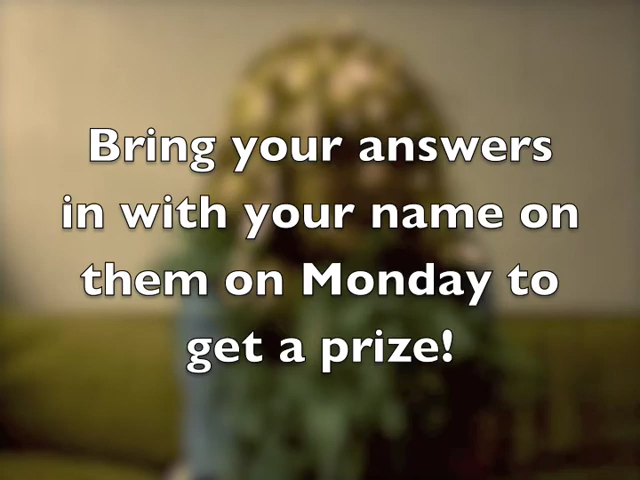 Bring your answers
in with your name on
them on Monday to
get a prize!